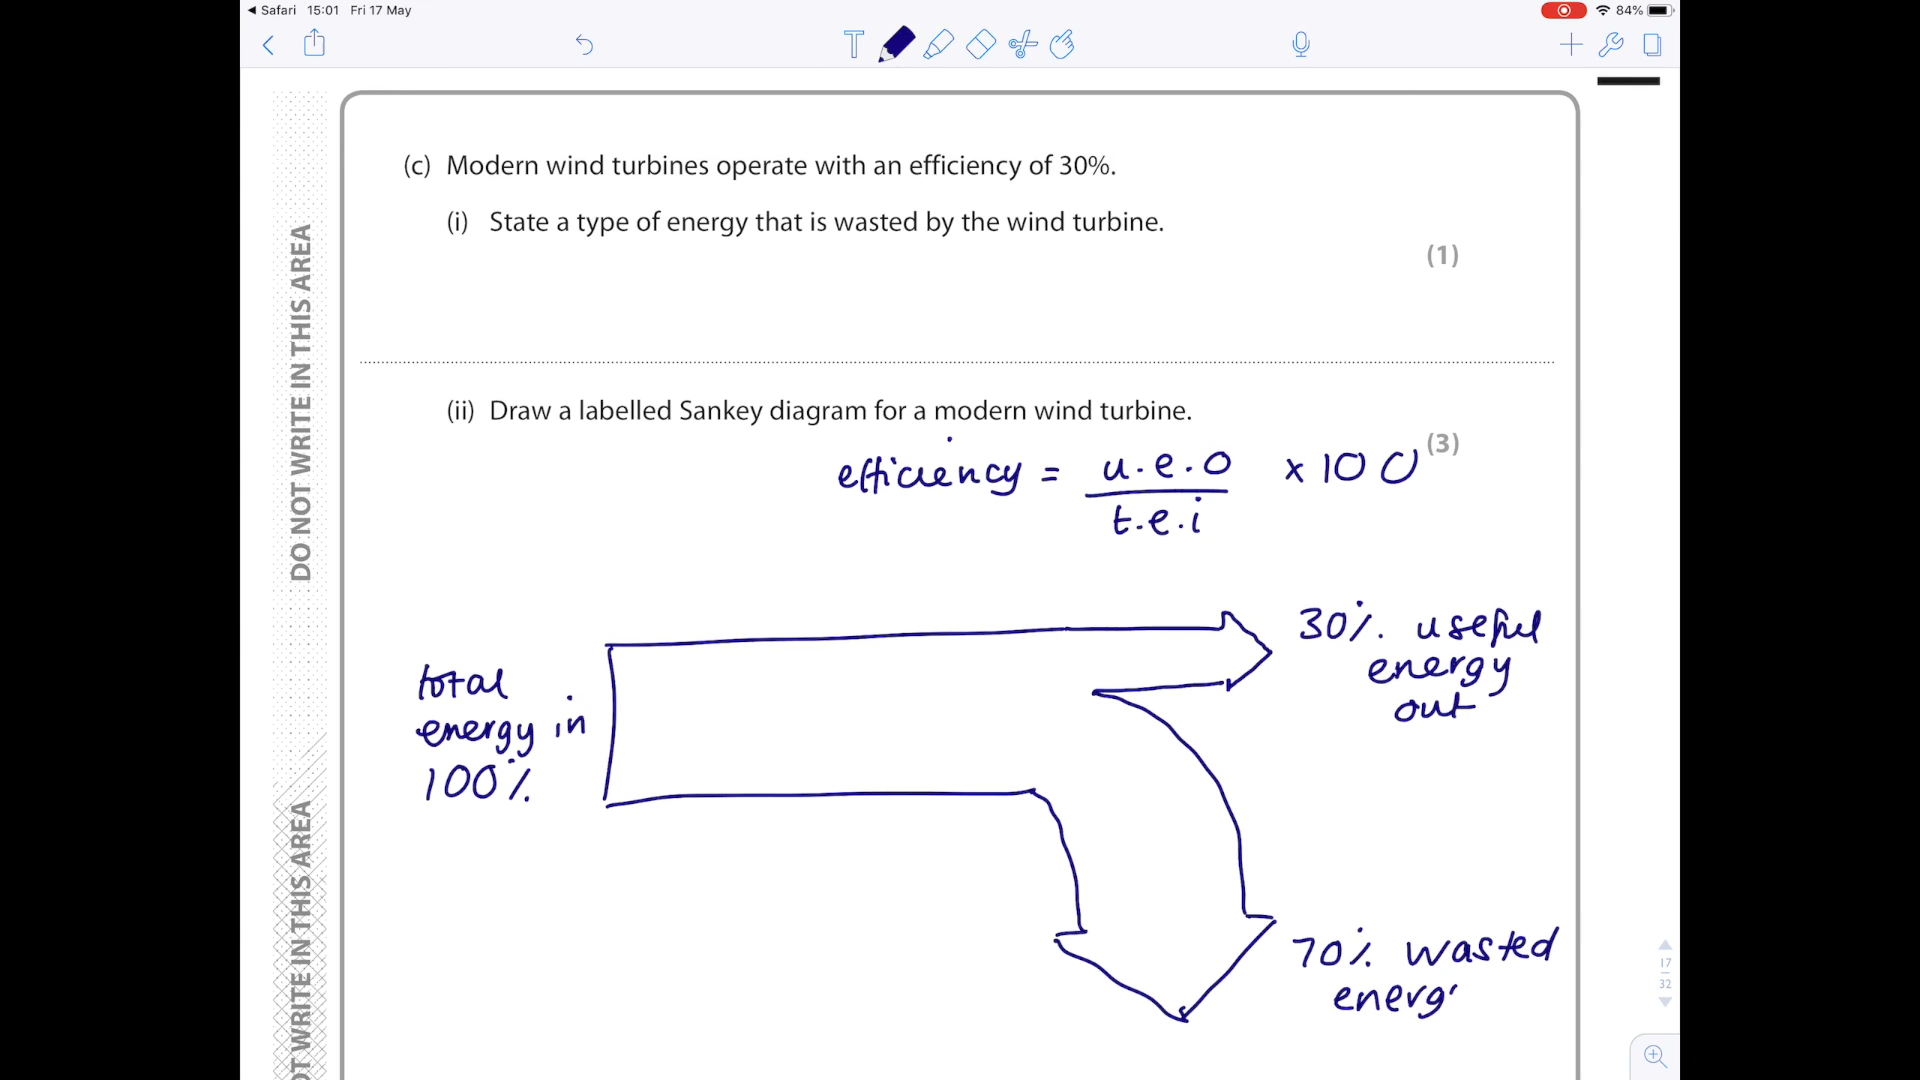 Safari 15:01 Fri 17 May
84%
T
(c) Modern wind turbines operate with an efficiency of 30%.
(i) State a type of energy that is wasted by the wind turbine.
(1)
(ii) Draw a labelled Sankey diagram for a modern wind turbine.
(3)
efficiency = u.e.o x 100
t.e.i
30% useful
energy
out
total
energy in
100%
70% wasted
energ
DO NOT WRITE IN THIS AREA
OT WRITE IN THIS AREA
17
32